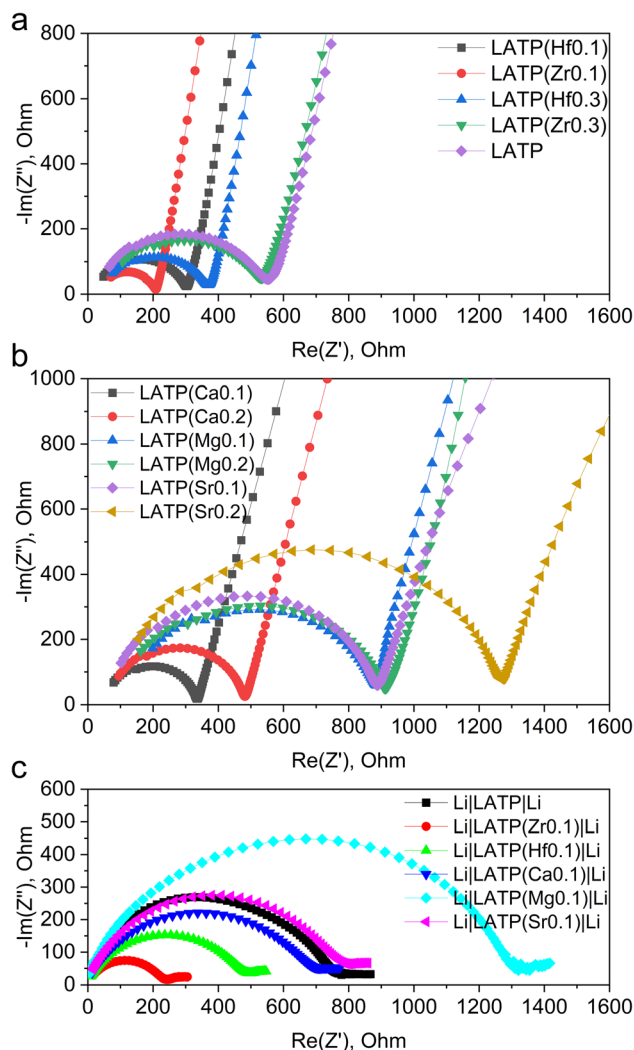 a
800
600
400
200
0
-Im(Z''), Ohm
LATP(Hf0.1)
LATP(Zr0.1)
LATP(Hf0.3)
LATP(Zr0.3)
LATP
0 200 400 600 800 1000 1200 1400 1600
Re(Z'), Ohm
b
1000
800
600
400
200
0
-Im(Z''), Ohm
LATP(Ca0.1)
LATP(Ca0.2)
LATP(Mg0.1)
LATP(Mg0.2)
LATP(Sr0.1)
LATP(Sr0.2)
0 200 400 600 800 1000 1200 1400 1600
Re(Z'), Ohm
c
600
500
400
300
200
100
0
-Im(Z''), Ohm
Li|LATP|Li
Li|LATP(Zr0.1)|Li
Li|LATP(Hf0.1)|Li
Li|LATP(Ca0.1)|Li
Li|LATP(Mg0.1)|Li
Li|LATP(Sr0.1)|Li
0 200 400 600 800 1000 1200 1400 1600
Re(Z'), Ohm